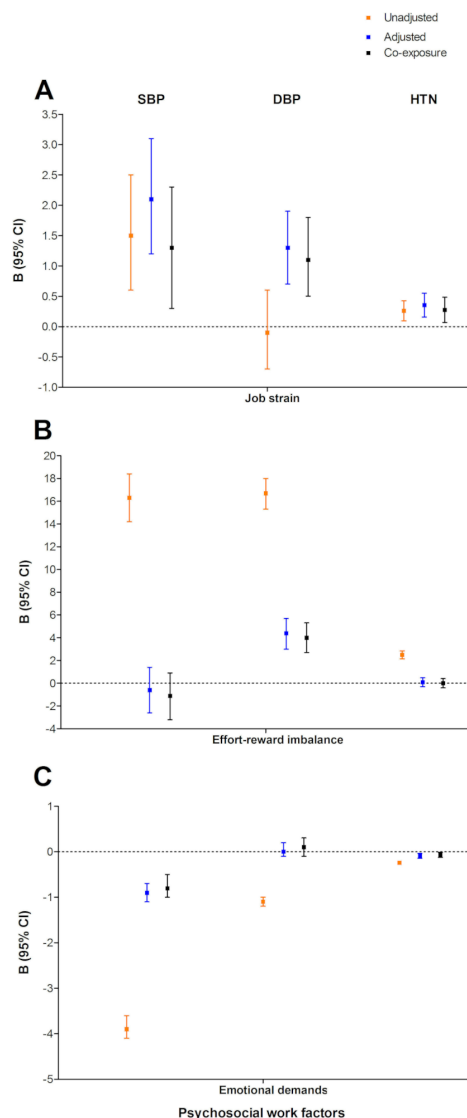 Unadjusted
Adjusted
Co-exposure
A
SBP DBP HTN
3.5
3.0
2.5
2.0
1.5
1.0
0.5
0.0
-0.5
-1.0
B (95% CI)
Job strain
B
20
18
16
14
12
10
8
6
4
2
0
-2
-4
B (95% CI)
Effort-reward imbalance
C
1
0
-1
-2
-3
-4
-5
B (95% CI)
Emotional demands
Psychosocial work factors